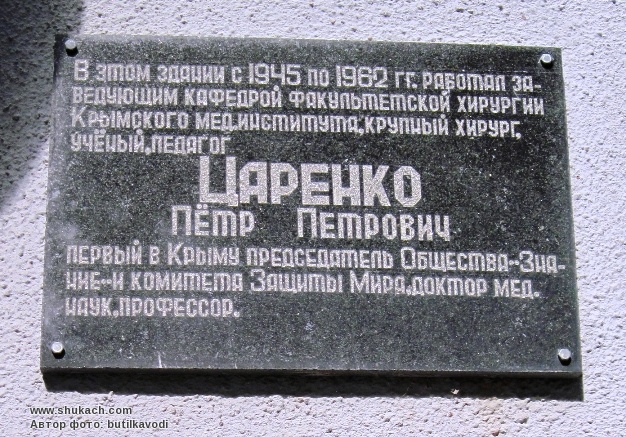 В этом здании с 1945 по 1962 гг. работал за-
ведующим кафедрой факультетской хирургии
Крымского мед.института,крупный хирург,
учёный,педагог
Царенко
Пётр Петрович
первый в Крыму председатель Общества-Зна-
ние-и комитета Защиты Мира,доктор мед.
наук,профессор.
www.shukach.com
Автор фото: butilkavodi